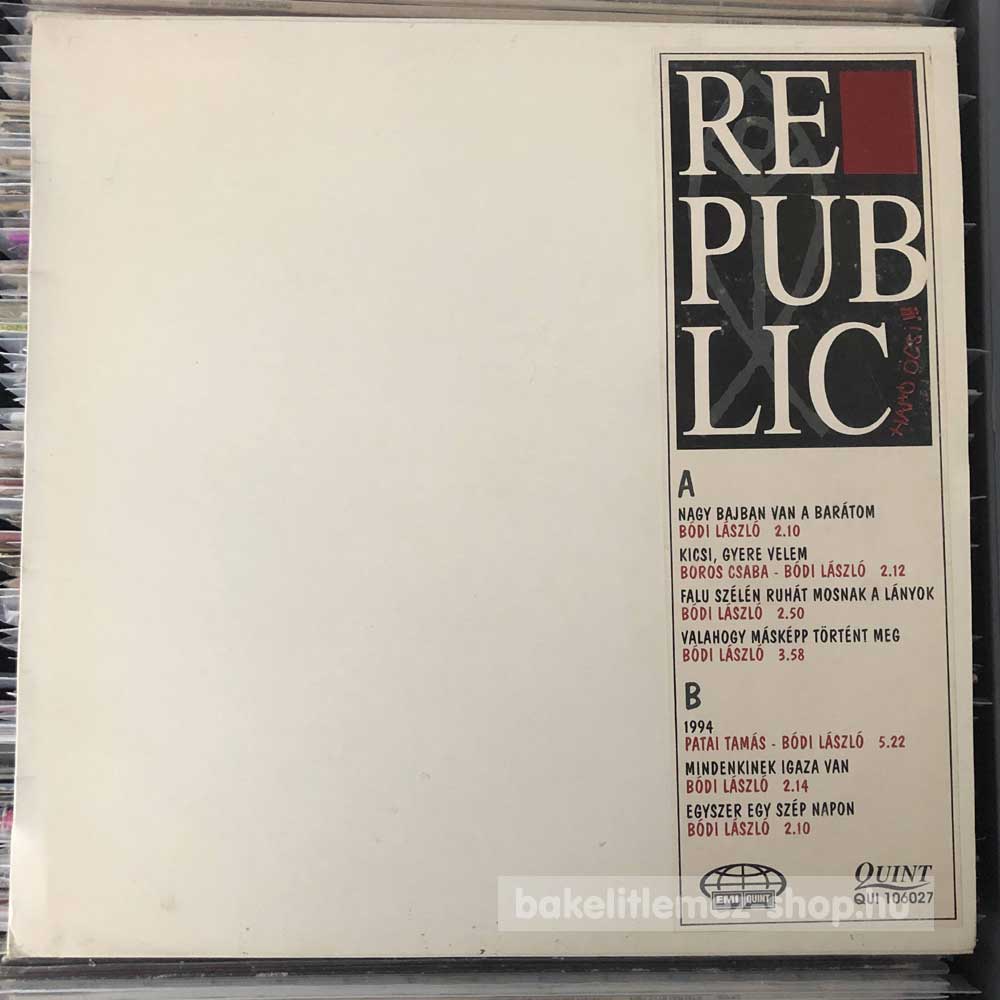 RE
PUB
LIC
HAMO ÖCSI!!!
A
NAGY BAJBAN VAN A BARÁTOM
BÓDI LÁSZLÓ 2.10
KICSI, GYERE VELEM
BOROS CSABA - BÓDI LÁSZLÓ 2.12
FALU SZÉLÉN RUHÁT MOSNAK A LÁNYOK
BÓDI LÁSZLÓ 2.50
VALAHOGY MÁSKÉPP TÖRTÉNT MEG
BÓDI LÁSZLÓ 3.58
B
1994
PATAI TAMÁS - BÓDI LÁSZLÓ 5.22
MINDENKINEK IGAZA VAN
BÓDI LÁSZLÓ 2.14
EGYSZER EGY SZÉP NAPON
BÓDI LÁSZLÓ 2.10
EMI QUINT
QUINT
QUI 106027
bakelitlemez-shop.hu